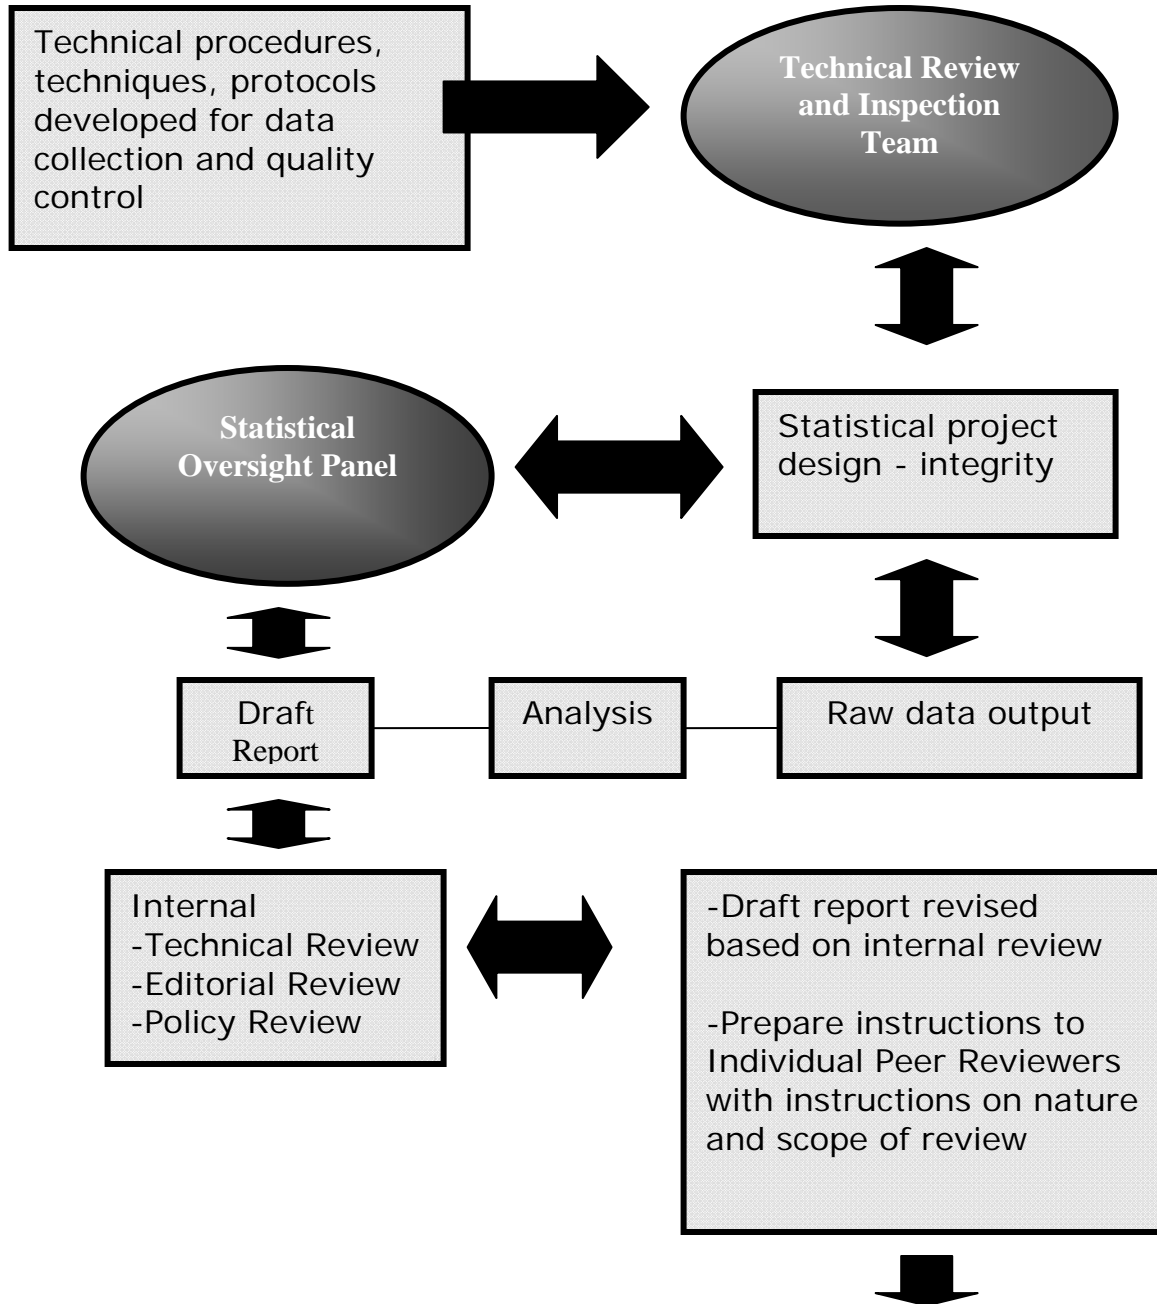 Technical procedures,
techniques, protocols
developed for data
collection and quality
control
Technical Review
and Inspection
Team
Statistical
Oversight Panel
Statistical project
design - integrity
Draft
Report
Analysis
Raw data output
Internal
-Technical Review
-Editorial Review
-Policy Review
-Draft report revised
based on internal review
-Prepare instructions to
Individual Peer Reviewers
with instructions on nature
and scope of review